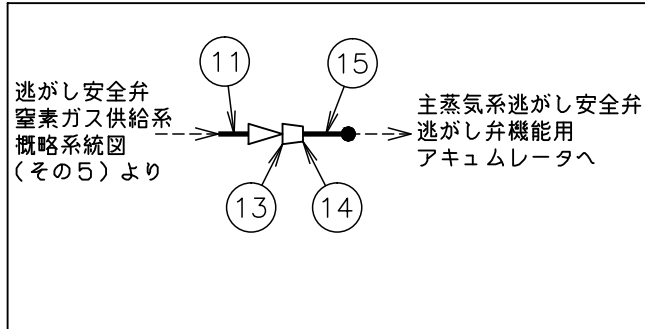 11
15
逃がし安全弁
窒素ガス供給系
概略系統図
(その5)より
主蒸気系逃がし安全弁
逃がし弁機能用
アキュムレータへ
13
14